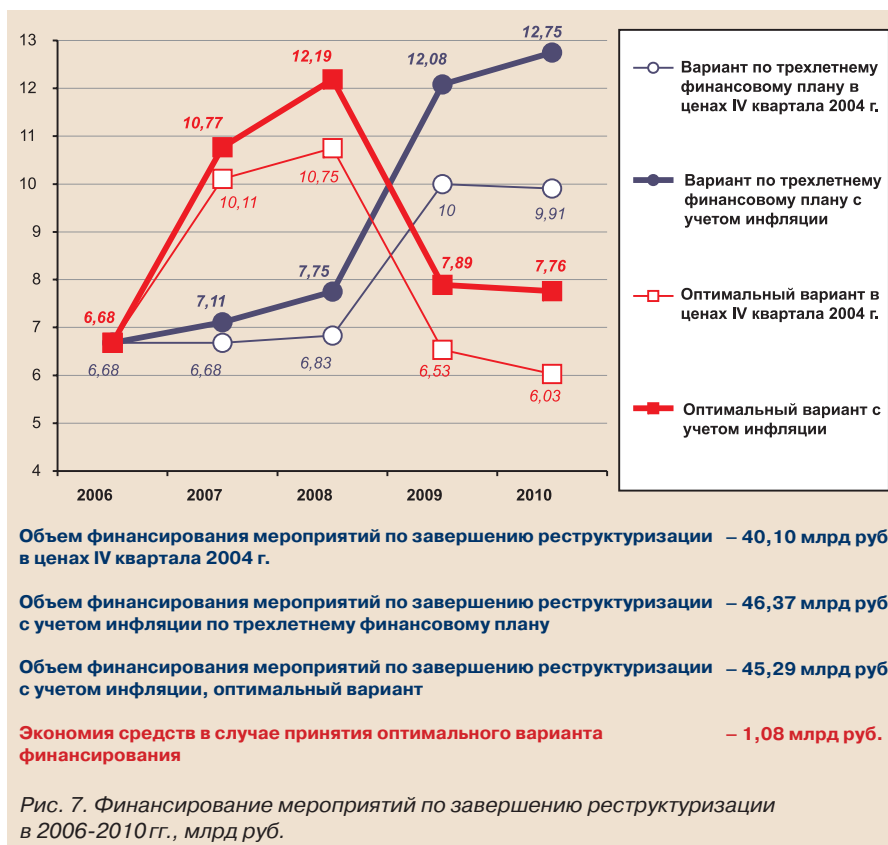 13
12
11
10
9
8
7
6
5
4
2006
2007
2008
2009
2010
6,68
10,77
12,19
7,89
7,76
10,11
10,75
6,53
6,03
7,11
7,75
12,08
12,75
6,68
6,68
6,83
10
9,91
Вариант по трехлетнему
финансовому плану в
ценах IV квартала 2004 г.
Вариант по трехлетнему
финансовому плану с
учетом инфляции
Оптимальный вариант в
ценах IV квартала 2004 г.
Оптимальный вариант с
учетом инфляции
Объем финансирования мероприятий по завершению реструктуризации – 40,10 млрд руб
в ценах IV квартала 2004 г.
Объем финансирования мероприятий по завершению реструктуризации – 46,37 млрд руб
с учетом инфляции по трехлетнему финансовому плану
Объем финансирования мероприятий по завершению реструктуризации – 45,29 млрд руб
с учетом инфляции, оптимальный вариант
Экономия средств в случае принятия оптимального варианта – 1,08 млрд руб.
финансирования
Рис. 7. Финансирование мероприятий по завершению реструктуризации
в 2006-2010 гг., млрд руб.